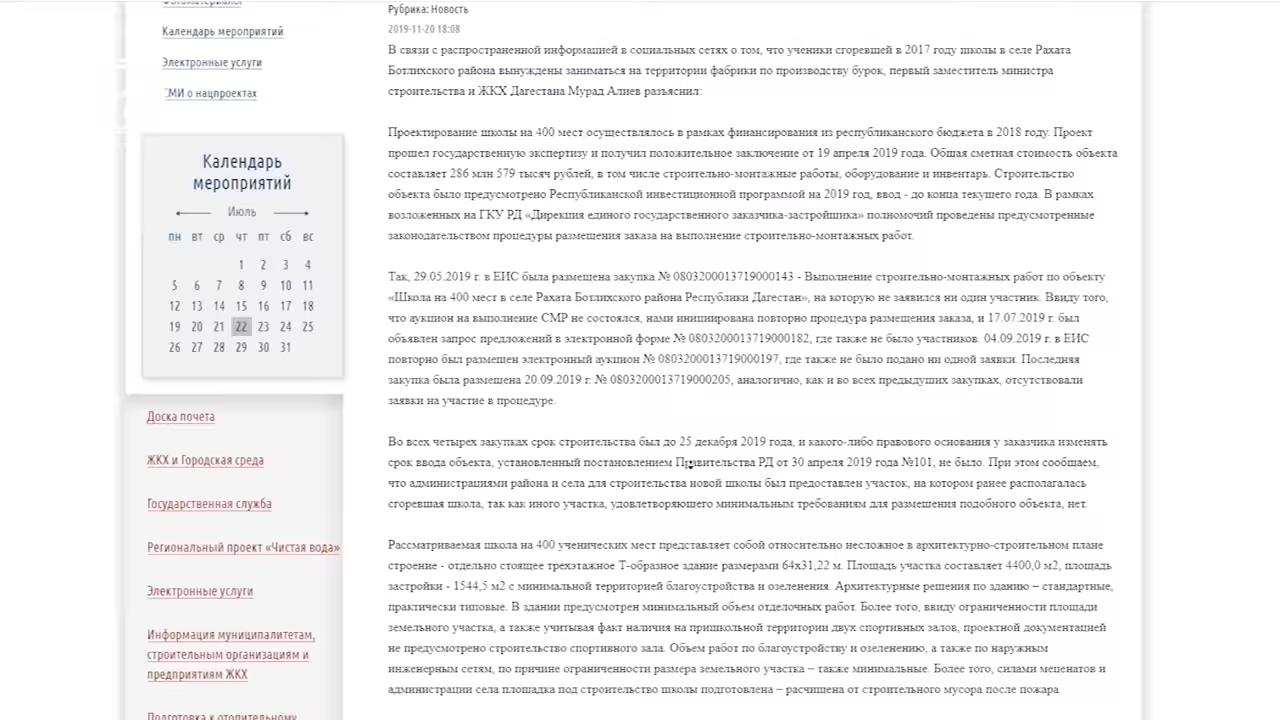 Календарь мероприятий
Электронные услуги
МИ о нацпроектах
Календарь
мероприятий
Июль
пн вт ср чт пт сб вс
1 2 3 4
5 6 7 8 9 10 11
12 13 14 15 16 17 18
19 20 21 22 23 24 25
26 27 28 29 30 31
Доска почета
ЖКХ и Городская среда
Государственная служба
Региональный проект «Чистая вода»
Электронные услуги
Информация муниципалитетам,
строительным организациям и
предприятиям ЖКХ
Подготовка к отопительному
Рубрика: Новость
2019-11-20 18:08
В связи с распространенной информацией в социальных сетях о том, что ученики сгоревшей в 2017 году школы в селе Рахата
Ботлихского района вынуждены заниматься на территории фабрики по производству бурок, первый заместитель министра
строительства и ЖКХ Дагестана Мурад Алиев разъяснил:
Проектирование школы на 400 мест осуществлялось в рамках финансирования из республиканского бюджета в 2018 году. Проект
прошел государственную экспертизу и получил положительное заключение от 19 апреля 2019 года. Общая сметная стоимость объекта
составляет 286 млн 579 тысяч рублей, в том числе строительно-монтажные работы, оборудование и инвентарь. Строительство
объекта было предусмотрено Республиканской инвестиционной программой на 2019 год, ввод - до конца текущего года. В рамках
возложенных на ГКУ РД «Дирекция единого государственного заказчика-застройщика» полномочий проведены предусмотренные
законодательством процедуры размещения заказа на выполнение строительно-монтажных работ.
Так, 29.05.2019 г. в ЕИС была размещена закупка № 0803200013719000143 - Выполнение строительно-монтажных работ по объекту
«Школа на 400 мест в селе Рахата Ботлихского района Республики Дагестан», на которую не заявился ни один участник. Ввиду того,
что аукцион на выполнение СМР не состоялся, нами инициирована повторно процедура размещения заказа, и 17.07.2019 г. был
объявлен запрос предложений в электронной форме № 0803200013719000182, где также не было участников. 04.09.2019 г. в ЕИС
повторно был размещен электронный аукцион № 0803200013719000197, где также не было подано ни одной заявки. Последняя
закупка была размещена 20.09.2019 г. № 0803200013719000205, аналогично, как и во всех предыдущих закупках, отсутствовали
заявки на участие в процедуре.
Во всех четырех закупках срок строительства был до 25 декабря 2019 года, и какого-либо правового основания у заказчика изменять
срок ввода объекта, установленный постановлением Правительства РД от 30 апреля 2019 года №101, не было. При этом сообщаем,
что администрациями района и села для строительства новой школы был предоставлен участок, на котором ранее располагалась
сгоревшая школа, так как иного участка, удовлетворяющего минимальным требованиям для размещения подобного объекта, нет.
Рассматриваемая школа на 400 ученических мест представляет собой относительно несложное в архитектурно-строительном плане
строение - отдельно стоящее трехэтажное Т-образное здание размерами 64х31,22 м. Площадь участка составляет 4400,0 м2, площадь
застройки - 1544,5 м2 с минимальной территорией благоустройства и озеленения. Архитектурные решения по зданию – стандартные,
практически типовые. В здании предусмотрен минимальный объем отделочных работ. Более того, ввиду ограниченности площади
земельного участка, а также учитывая факт наличия на пришкольной территории двух спортивных залов, проектной документацией
не предусмотрено строительство спортивного зала. Объем работ по благоустройству и озеленению, а также по наружным
инженерным сетям, по причине ограниченности размера земельного участка – также минимальные. Более того, силами меценатов и
администрации села площадка под строительство школы подготовлена – расчищена от строительного мусора после пожара